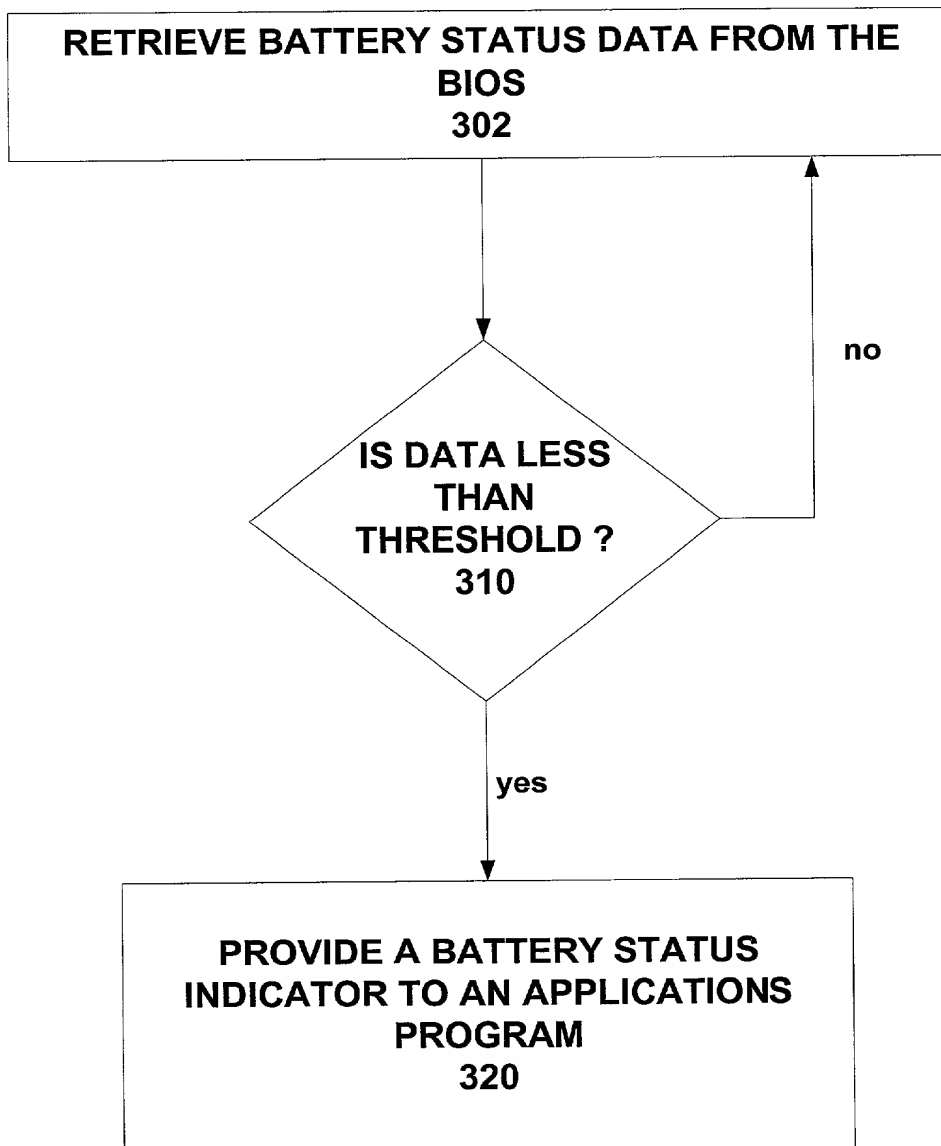 RETRIEVE BATTERY STATUS DATA FROM THE
BIOS
302
no
IS DATA LESS
THAN
THRESHOLD ?
310
yes
PROVIDE A BATTERY STATUS
INDICATOR TO AN APPLICATIONS
PROGRAM
320